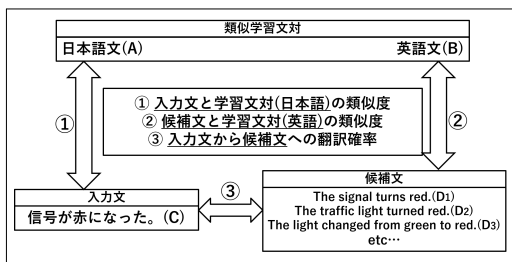 類似学習文対
日本語文(A) 英語文(B)
① 入力文と学習文対(日本語)の類似度
② 候補文と学習文対(英語)の類似度
③ 入力文から候補文への翻訳確率
①
②
③
入力文
信号が赤になった。(C)
候補文
The signal turns red.(D1)
The traffic light turned red.(D2)
The light changed from green to red.(D3)
etc…